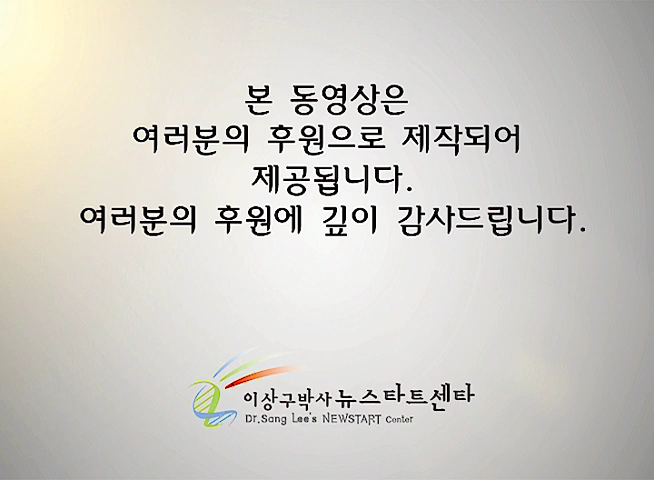 본 동영상은
여러분의 후원으로 제작되어
제공됩니다.
여러분의 후원에 깊이 감사드립니다.
이상구박사 뉴스타트센타
Dr.Sang Lee's NEWSTART Center